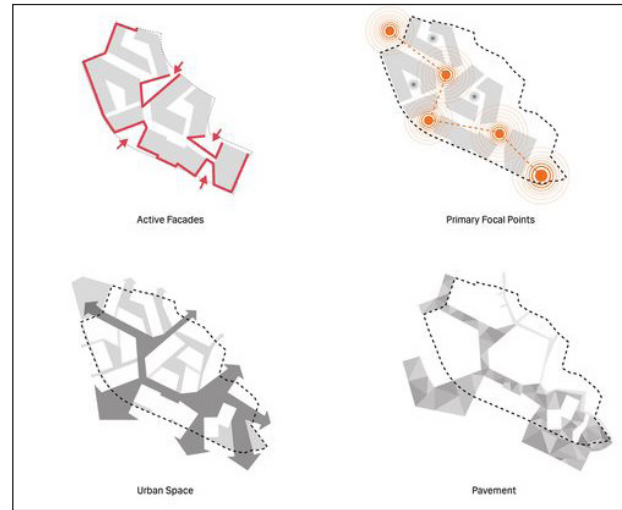 Active Facades
Primary Focal Points
Urban Space
Pavement